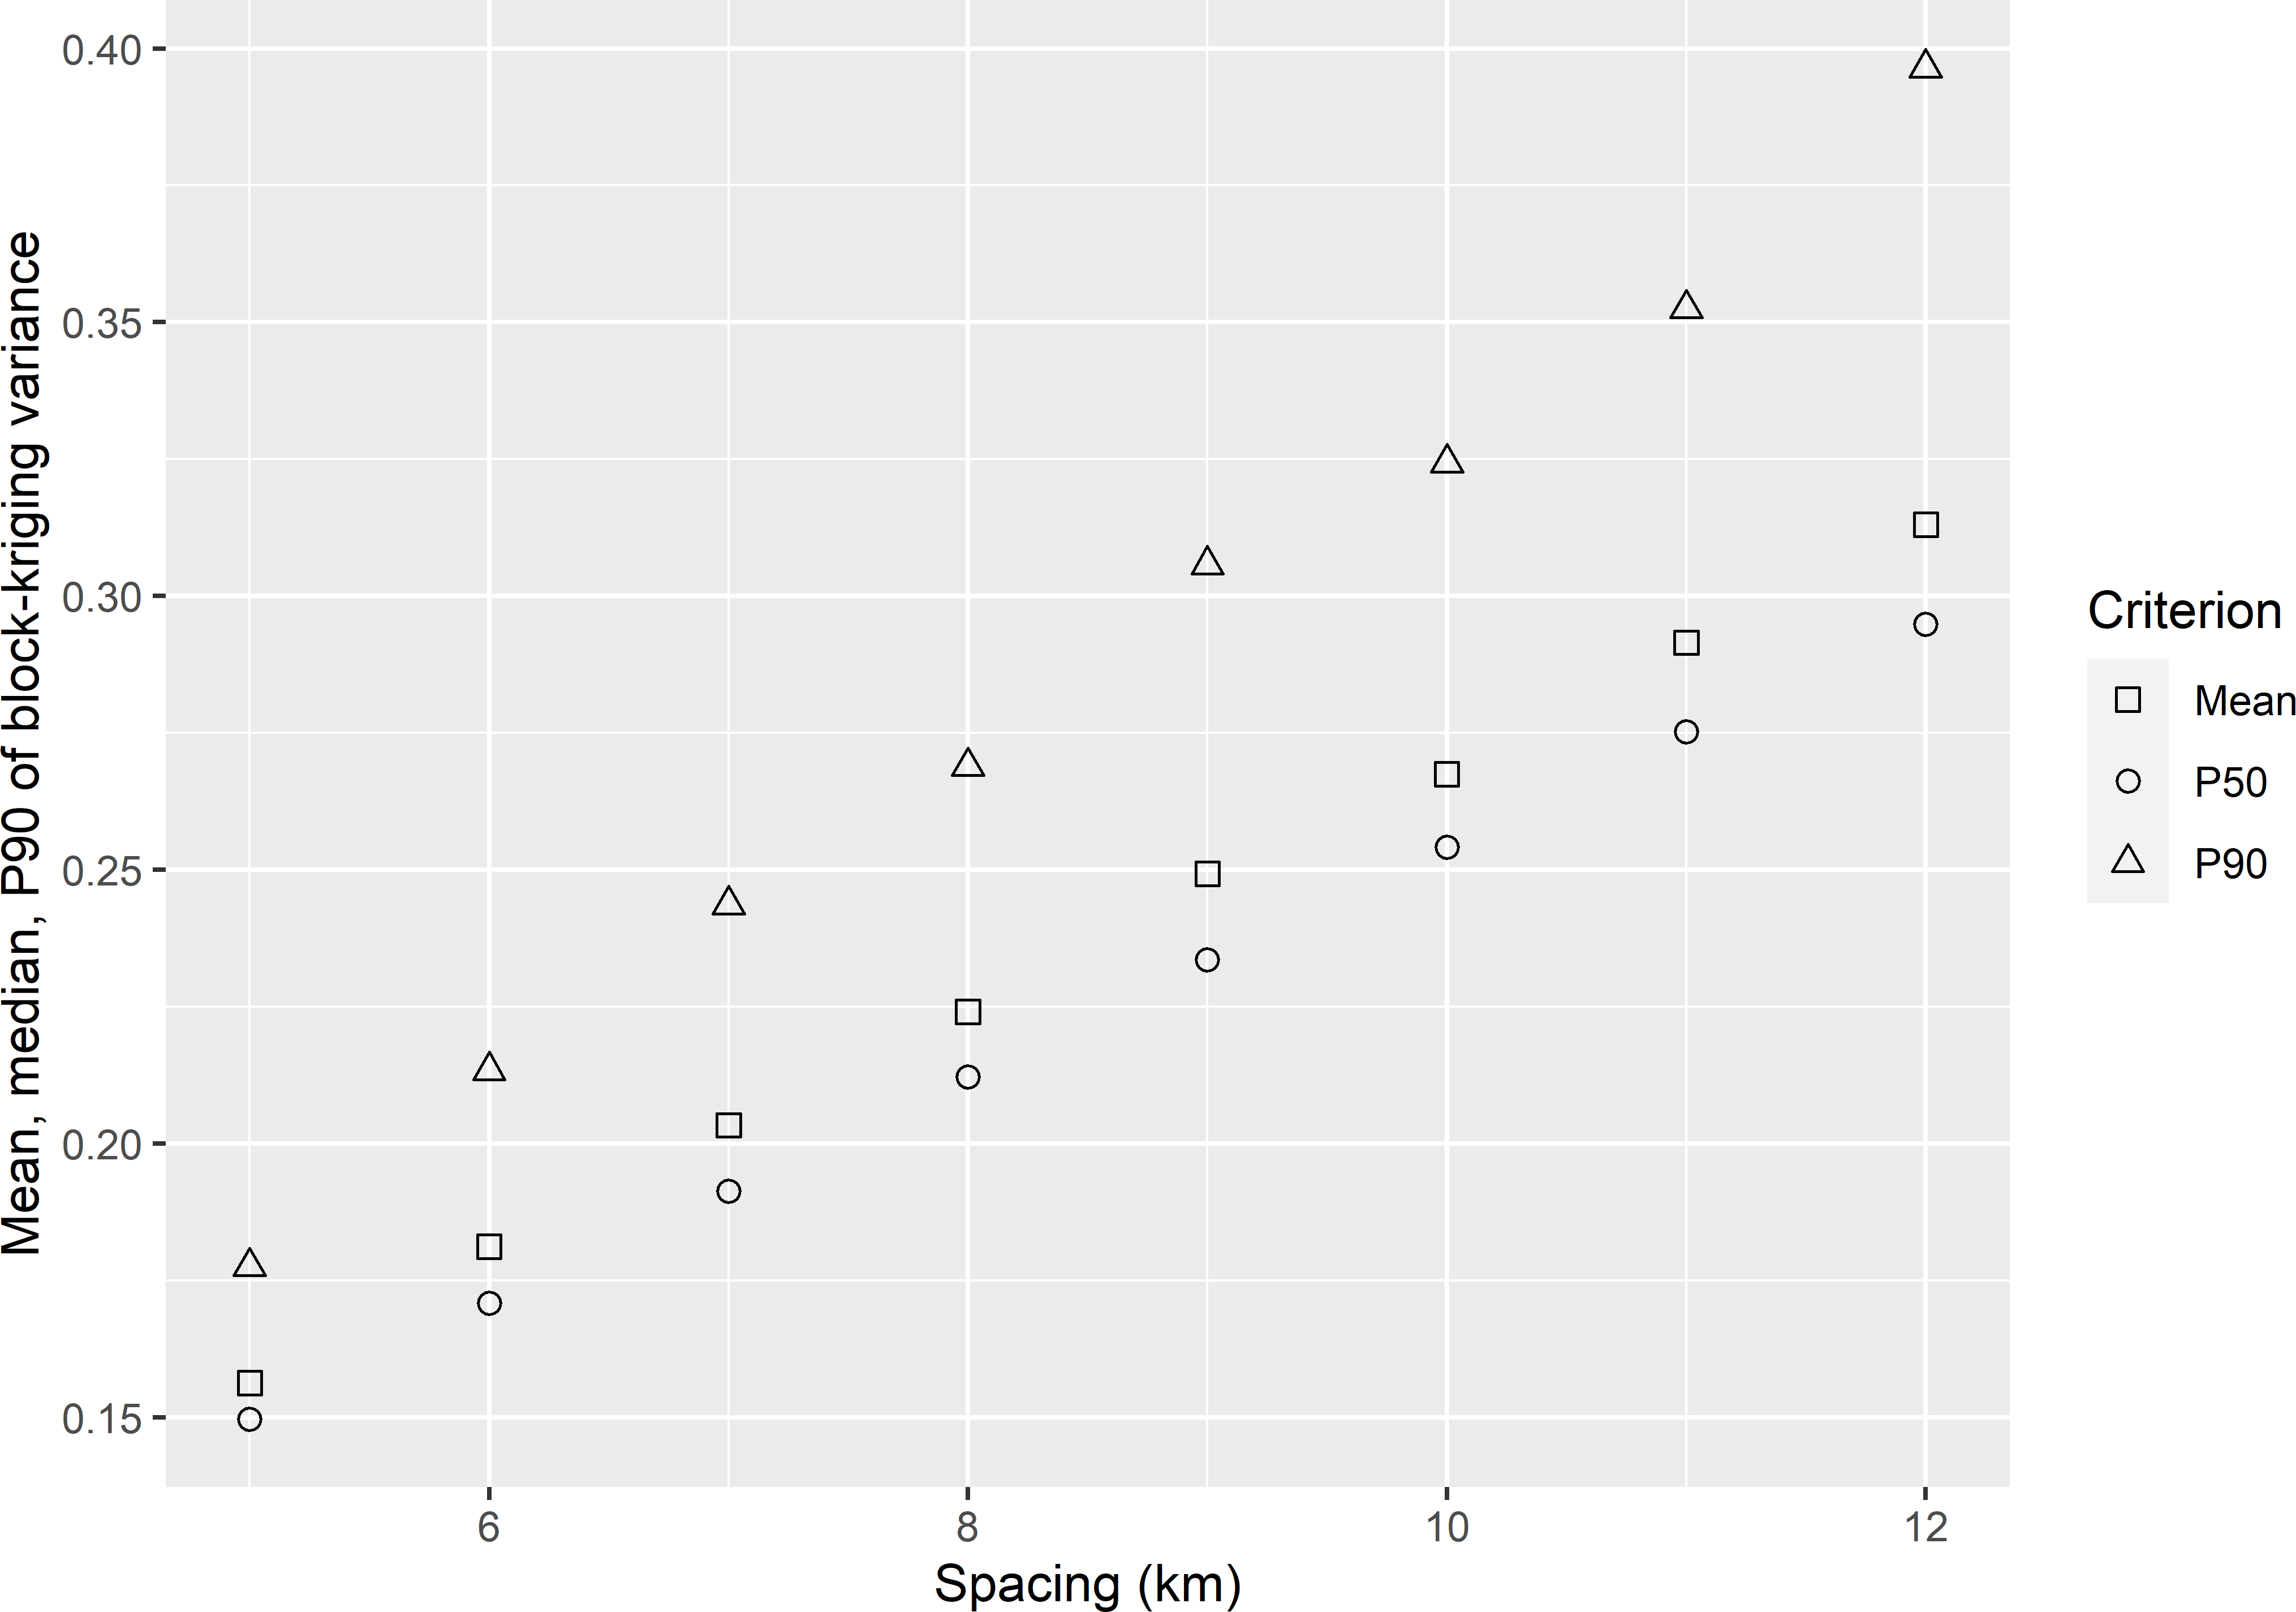 Mean, median, P90 of block-kriging variance
0.40
0.35
0.30
0.25
0.20
0.15
6
8
10
12
Spacing (km)
Criterion
Mean
P50
P90